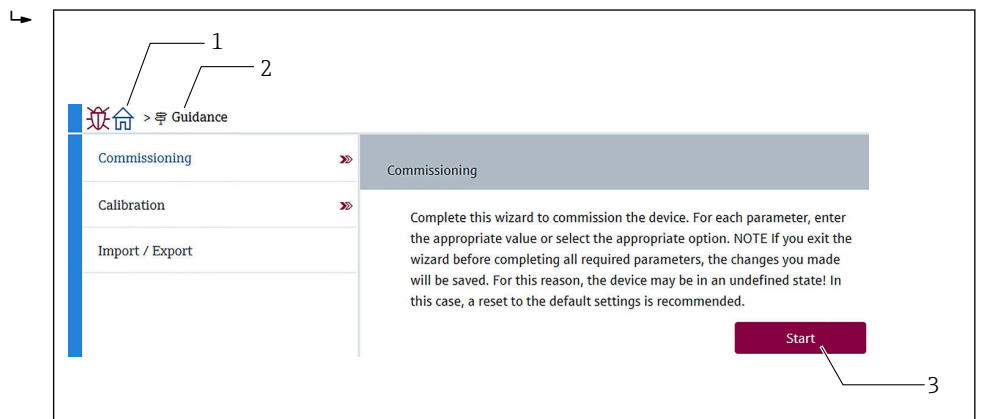 1
2
> Guidance
Commissioning
Calibration
Import / Export
Commissioning
Complete this wizard to commission the device. For each parameter, enter
the appropriate value or select the appropriate option. NOTE If you exit the
wizard before completing all required parameters, the changes you made
will be saved. For this reason, the device may be in an undefined state! In
this case, a reset to the default settings is recommended.
Start
3